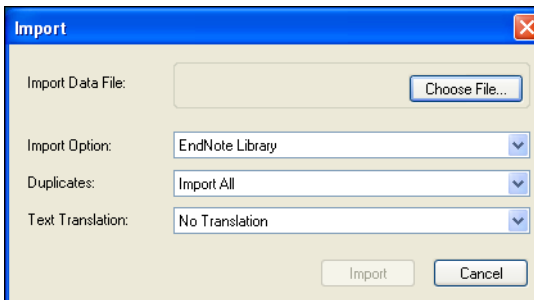 Import
Import Data File:
Choose File...
Import Option:
EndNote Library
Duplicates:
Import All
Text Translation:
No Translation
Import
Cancel